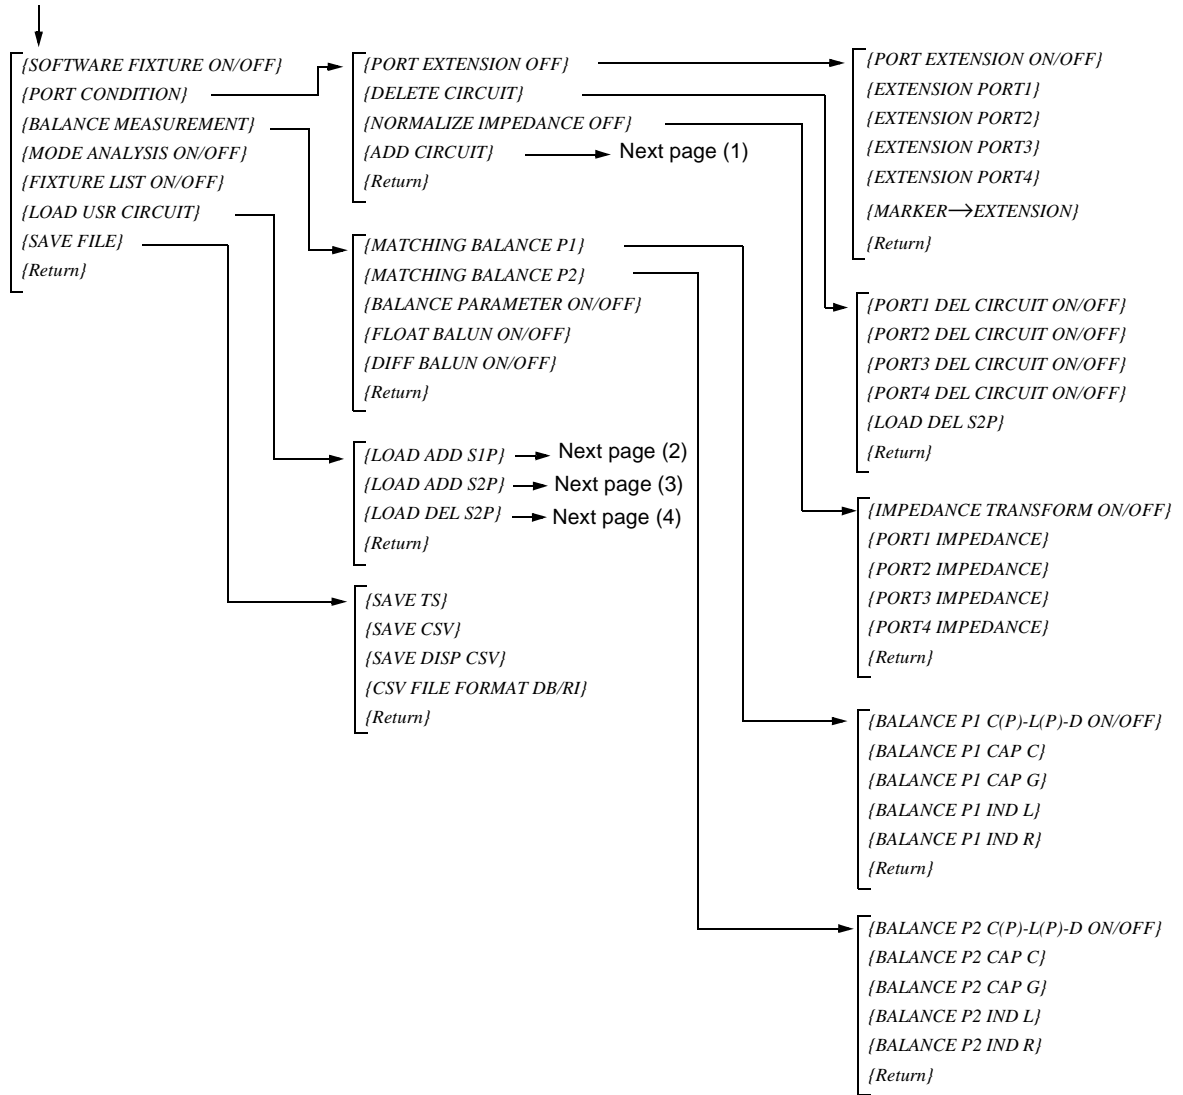 {SOFTWARE FIXTURE ON/OFF}
{PORT CONDITION}
{BALANCE MEASUREMENT}
{MODE ANALYSIS ON/OFF}
{FIXTURE LIST ON/OFF}
{LOAD USR CIRCUIT}
{SAVE FILE}
{Return}
{PORT EXTENSION OFF}
{DELETE CIRCUIT}
{NORMALIZE IMPEDANCE OFF}
{ADD CIRCUIT} Next page (1)
{Return}
{MATCHING BALANCE P1}
{MATCHING BALANCE P2}
{BALANCE PARAMETER ON/OFF}
{FLOAT BALUN ON/OFF}
{DIFF BALUN ON/OFF}
{Return}
{LOAD ADD S1P} Next page (2)
{LOAD ADD S2P} Next page (3)
{LOAD DEL S2P} Next page (4)
{Return}
{SAVE TS}
{SAVE CSV}
{SAVE DISP CSV}
{CSV FILE FORMAT DB/RI}
{Return}
{PORT EXTENSION ON/OFF}
{EXTENSION PORT1}
{EXTENSION PORT2}
{EXTENSION PORT3}
{EXTENSION PORT4}
{MARKER→EXTENSION}
{Return}
{PORT1 DEL CIRCUIT ON/OFF}
{PORT2 DEL CIRCUIT ON/OFF}
{PORT3 DEL CIRCUIT ON/OFF}
{PORT4 DEL CIRCUIT ON/OFF}
{LOAD DEL S2P}
{Return}
{IMPEDANCE TRANSFORM ON/OFF}
{PORT1 IMPEDANCE}
{PORT2 IMPEDANCE}
{PORT3 IMPEDANCE}
{PORT4 IMPEDANCE}
{Return}
{BALANCE P1 C(P)-L(P)-D ON/OFF}
{BALANCE P1 CAP C}
{BALANCE P1 CAP G}
{BALANCE P1 IND L}
{BALANCE P1 IND R}
{Return}
{BALANCE P2 C(P)-L(P)-D ON/OFF}
{BALANCE P2 CAP C}
{BALANCE P2 CAP G}
{BALANCE P2 IND L}
{BALANCE P2 IND R}
{Return}